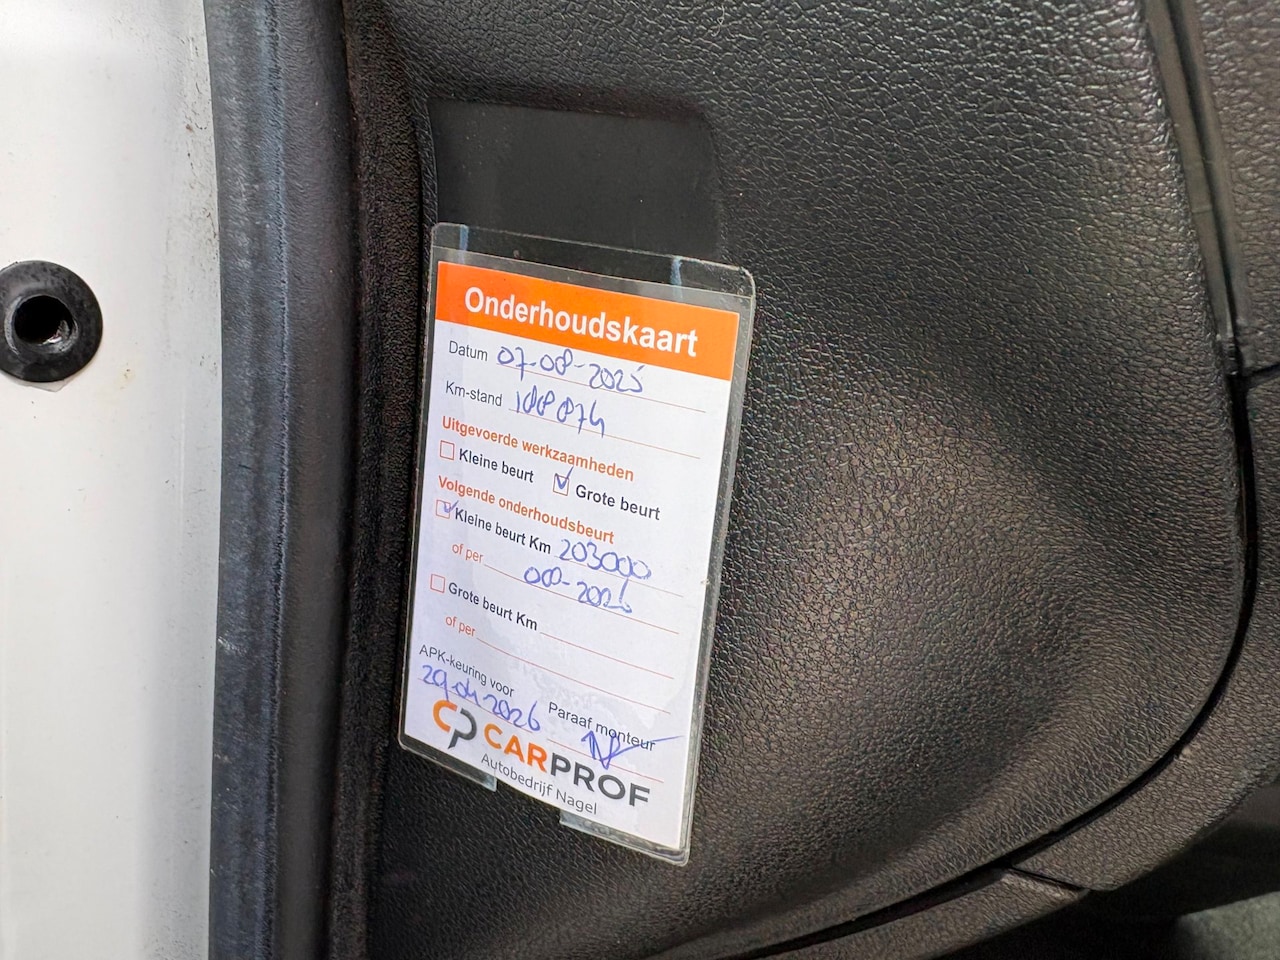 Onderhoudskaart
Datum 07-08-2025
Km-stand 188874
Uitgevoerde werkzaamheden
Kleine beurt Grote beurt
Volgende onderhoudsbeurt
Kleine beurt Km 203000
of per 08-2026
Grote beurt Km
of per
APK-keuring voor
29-04-2026
Paraaf monteur
CP CARPROF
Autobedrijf Nagel